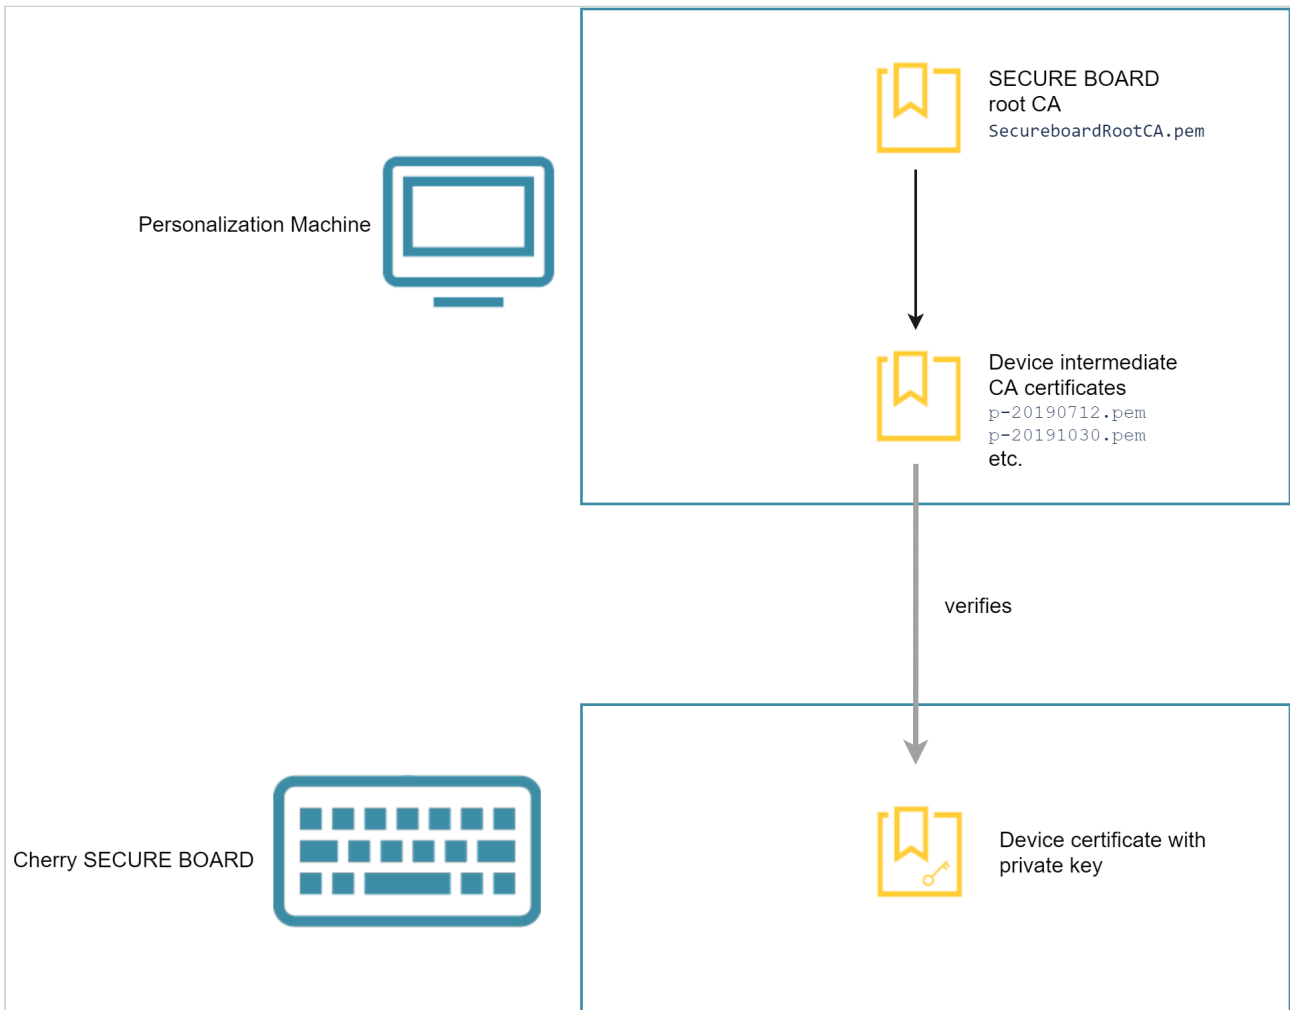 SECURE BOARD
root CA
SecureboardRootCA.pem
Personalization Machine
Device intermediate
CA certificates
p-20190712.pem
p-20191030.pem
etc.
verifies
Cherry SECURE BOARD
Device certificate with
private key